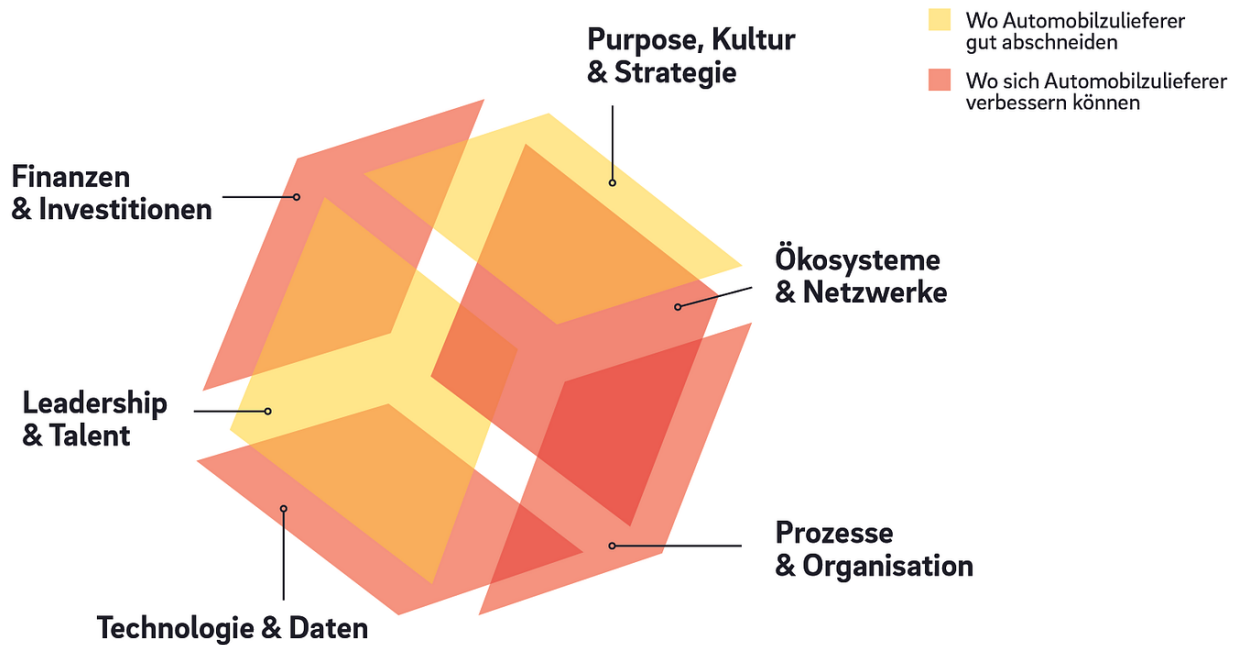 Wo Automobilzulieferer
gut abschneiden
Wo sich Automobilzulieferer
verbessern können
Purpose, Kultur
& Strategie
Finanzen
& Investitionen
Ökosysteme
& Netzwerke
Leadership
& Talent
Prozesse
& Organisation
Technologie & Daten